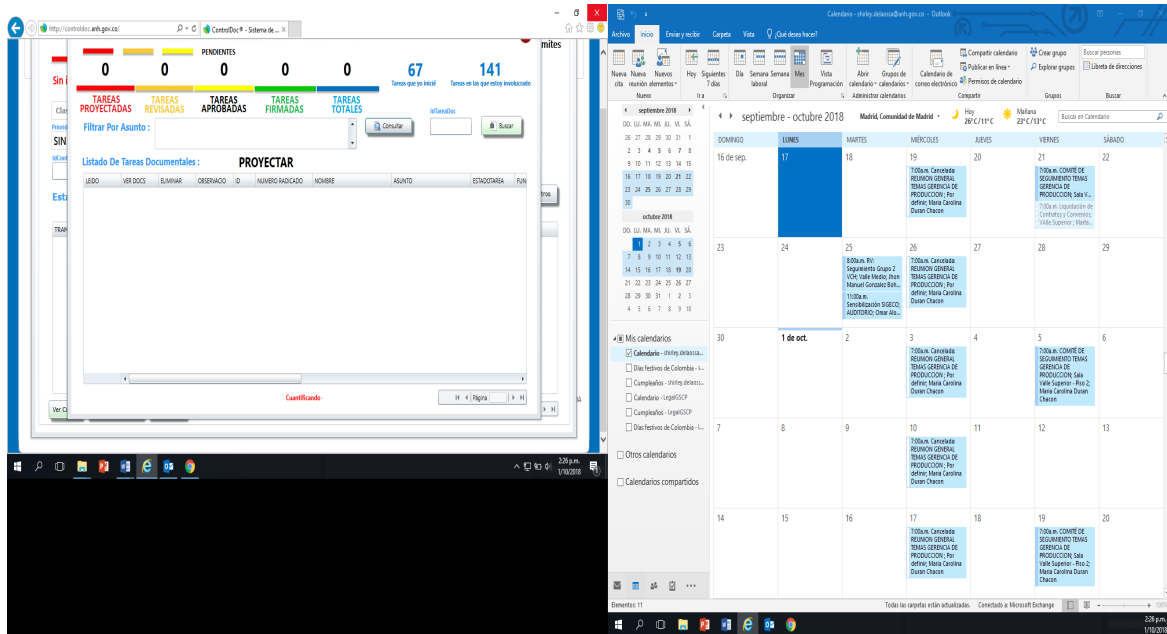 http://controldoc.anh.gov.co/
ControlDoc® - Sistema de ...
mites
PENDIENTES
0 0 0 0 0 67 141
Tareas que yo inicié Tareas en las que estoy involucrado
TAREAS PROYECTADAS
TAREAS REVISADAS
TAREAS APROBADAS
TAREAS FIRMADAS
TAREAS TOTALES
Filtrar Por Asunto :
Consultar
IdTareaDoc
Buscar
Listado De Tareas Documentales : PROYECTAR
LEIDO VER DOCS ELIMINAR OBSERVACIO ID NUMERO RADICADO NOMBRE ASUNTO ESTADOTAREA FUN
Cuantificando
Página
Sin i
Clas
Priorid
SIN
IdCont
Esta
TRAN
Ver C
tros
2:26 p.m.
1/10/2018
Calendario - shirley.delaossa@anh.gov.co - Outlook
Archivo Inicio Enviar y recibir Carpeta Vista ¿Qué desea hacer?
Nueva cita
Nueva reunión
Nuevos elementos
Hoy
Siguientes 7 días
Día
Semana laboral
Semana
Mes
Vista Programación
Abrir calendario
Grupos de calendarios
Calendario de correo electrónico
Compartir calendario
Publicar en línea
Permisos de calendario
Crear grupo
Explorar grupos
Buscar personas
Libreta de direcciones
Nuevo Ir a Organizar Administrar calendarios Compartir Grupos Buscar
septiembre 2018
DO. LU. MA. MI. JU. VI. SÁ.
26 27 28 29 30 31 1
2 3 4 5 6 7 8
9 10 11 12 13 14 15
16 17 18 19 20 21 22
23 24 25 26 27 28 29
30
octubre 2018
DO. LU. MA. MI. JU. VI. SÁ.
1 2 3 4 5 6
7 8 9 10 11 12 13
14 15 16 17 18 19 20
21 22 23 24 25 26 27
28 29 30 31 1 2 3
4 5 6 7 8 9 10
Mis calendarios
Calendario - shirley.delaossa...
Días festivos de Colombia - s...
Cumpleaños - shirley.delaoss...
Calendario - LegalGSCP
Cumpleaños - LegalGSCP
Días festivos de Colombia - L...
Otros calendarios
Calendarios compartidos
septiembre - octubre 2018
Madrid, Comunidad de Madrid
Hoy
26°C/11°C
Mañana
23°C/13°C
Buscar en Calendario
DOMINGO LUNES MARTES MIÉRCOLES JUEVES VIERNES SÁBADO
16 de sep. 17 18 19 20 21 22
7:00a.m. Cancelada: REUNION GENERAL TEMAS GERENCIA DE PRODUCCION ; Por definir; Maria Carolina Duran Chacon
7:00a.m. COMITÉ DE SEGUIMIENTO TEMAS GERENCIA DE PRODUCCION; Sala V...
7:00a.m. Liquidación de Contratos y Convenios; VAlle Superior ; Marta...
23 24 25 26 27 28 29
8:00a.m. RV: Seguimiento Grupo 2 VCH; Valle Medio; Jhon Manuel Gonzalez Boh...
11:00a.m. Sensibilización SIGECO; AUDITORIO; Omar Alo...
7:00a.m. Cancelada: REUNION GENERAL TEMAS GERENCIA DE PRODUCCION ; Por definir; Maria Carolina Duran Chacon
30 1 de oct. 2 3 4 5 6
7:00a.m. Cancelada: REUNION GENERAL TEMAS GERENCIA DE PRODUCCION ; Por definir; Maria Carolina Duran Chacon
7:00a.m. COMITÉ DE SEGUIMIENTO TEMAS GERENCIA DE PRODUCCION; Sala Valle Superior - Piso 2; Maria Carolina Duran Chacon
7 8 9 10 11 12 13
7:00a.m. Cancelada: REUNION GENERAL TEMAS GERENCIA DE PRODUCCION ; Por definir; Maria Carolina Duran Chacon
14 15 16 17 18 19 20
7:00a.m. Cancelada: REUNION GENERAL TEMAS GERENCIA DE PRODUCCION ; Por definir; Maria Carolina Duran Chacon
7:00a.m. COMITÉ DE SEGUIMIENTO TEMAS GERENCIA DE PRODUCCION; Sala Valle Superior - Piso 2; Maria Carolina Duran Chacon
Elementos: 11
Todas las carpetas están actualizadas. Conectado a: Microsoft Exchange
100%
2:26 p.m.
1/10/2018